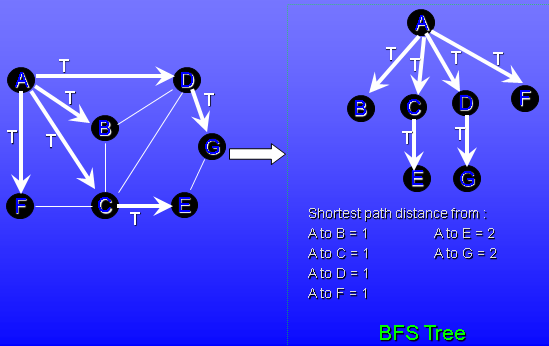 A
T
D
T
T
T
T
B
G
F
C
T
E
A
T
T
T
T
B
C
D
F
T
T
E
G
Shortest path distance from :
A to B = 1
A to E = 2
A to C = 1
A to G = 2
A to D = 1
A to F = 1
BFS Tree